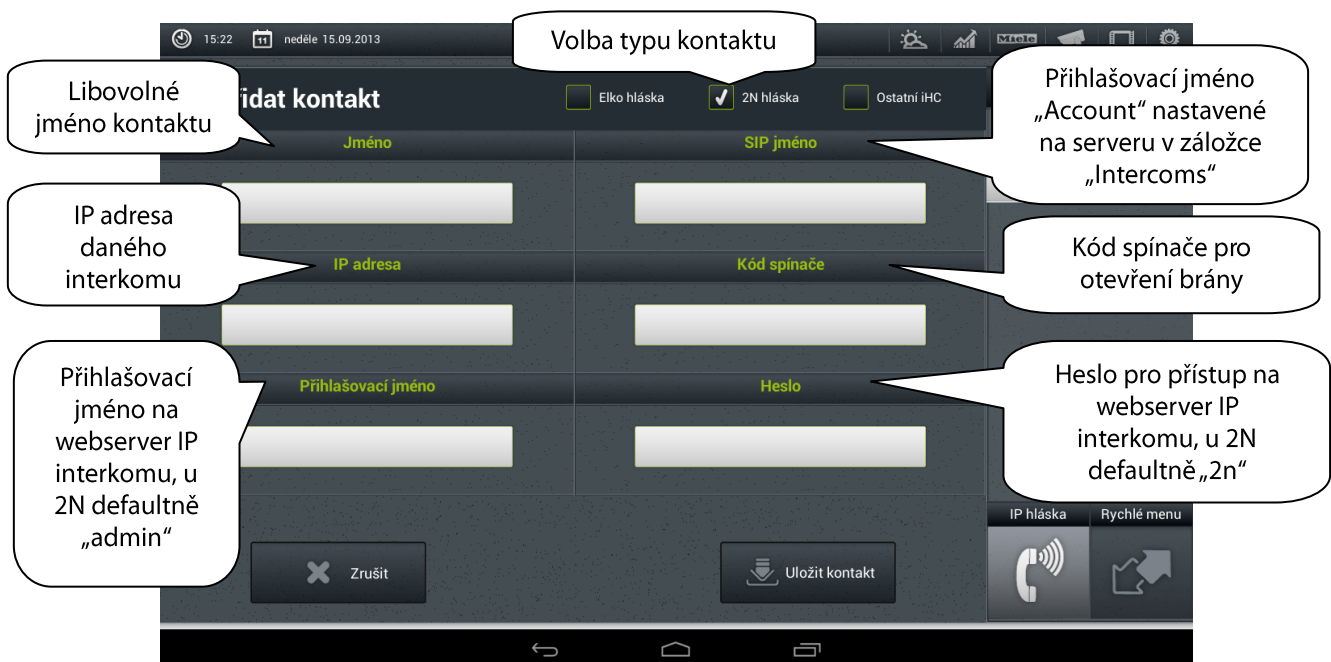 15:22
11
neděle 15.09.2013
Volba typu kontaktu
Miele
Libovolné
jméno kontaktu
idat kontakt
Elko hláska
2N hláska
Ostatní iHC
Přihlašovací jméno
„Account“ nastavené
na serveru v záložce
„Intercoms“
Jméno
SIP jméno
IP adresa
daného
interkomu
IP adresa
Kód spínače
Kód spínače pro
otevření brány
Přihlašovací
jméno na
webserver IP
interkomu, u
2N defaultně
„admin“
Přihlašovací jméno
Heslo
Heslo pro přístup na
webserver IP
interkomu, u 2N
defaultně „2n“
IP hláska
Rychlé menu
Zrušit
Uložit kontakt